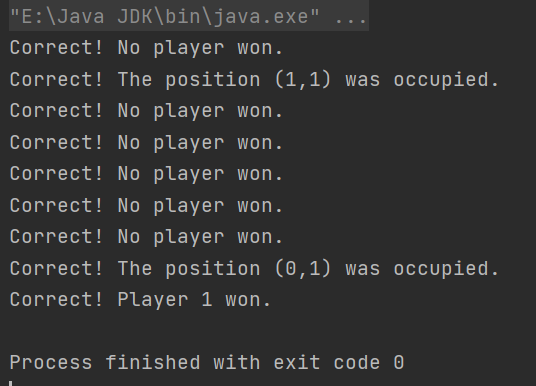 "E:\Java JDK\bin\java.exe" ...
Correct! No player won.
Correct! The position (1,1) was occupied.
Correct! No player won.
Correct! No player won.
Correct! No player won.
Correct! No player won.
Correct! No player won.
Correct! The position (0,1) was occupied.
Correct! Player 1 won.
Process finished with exit code 0